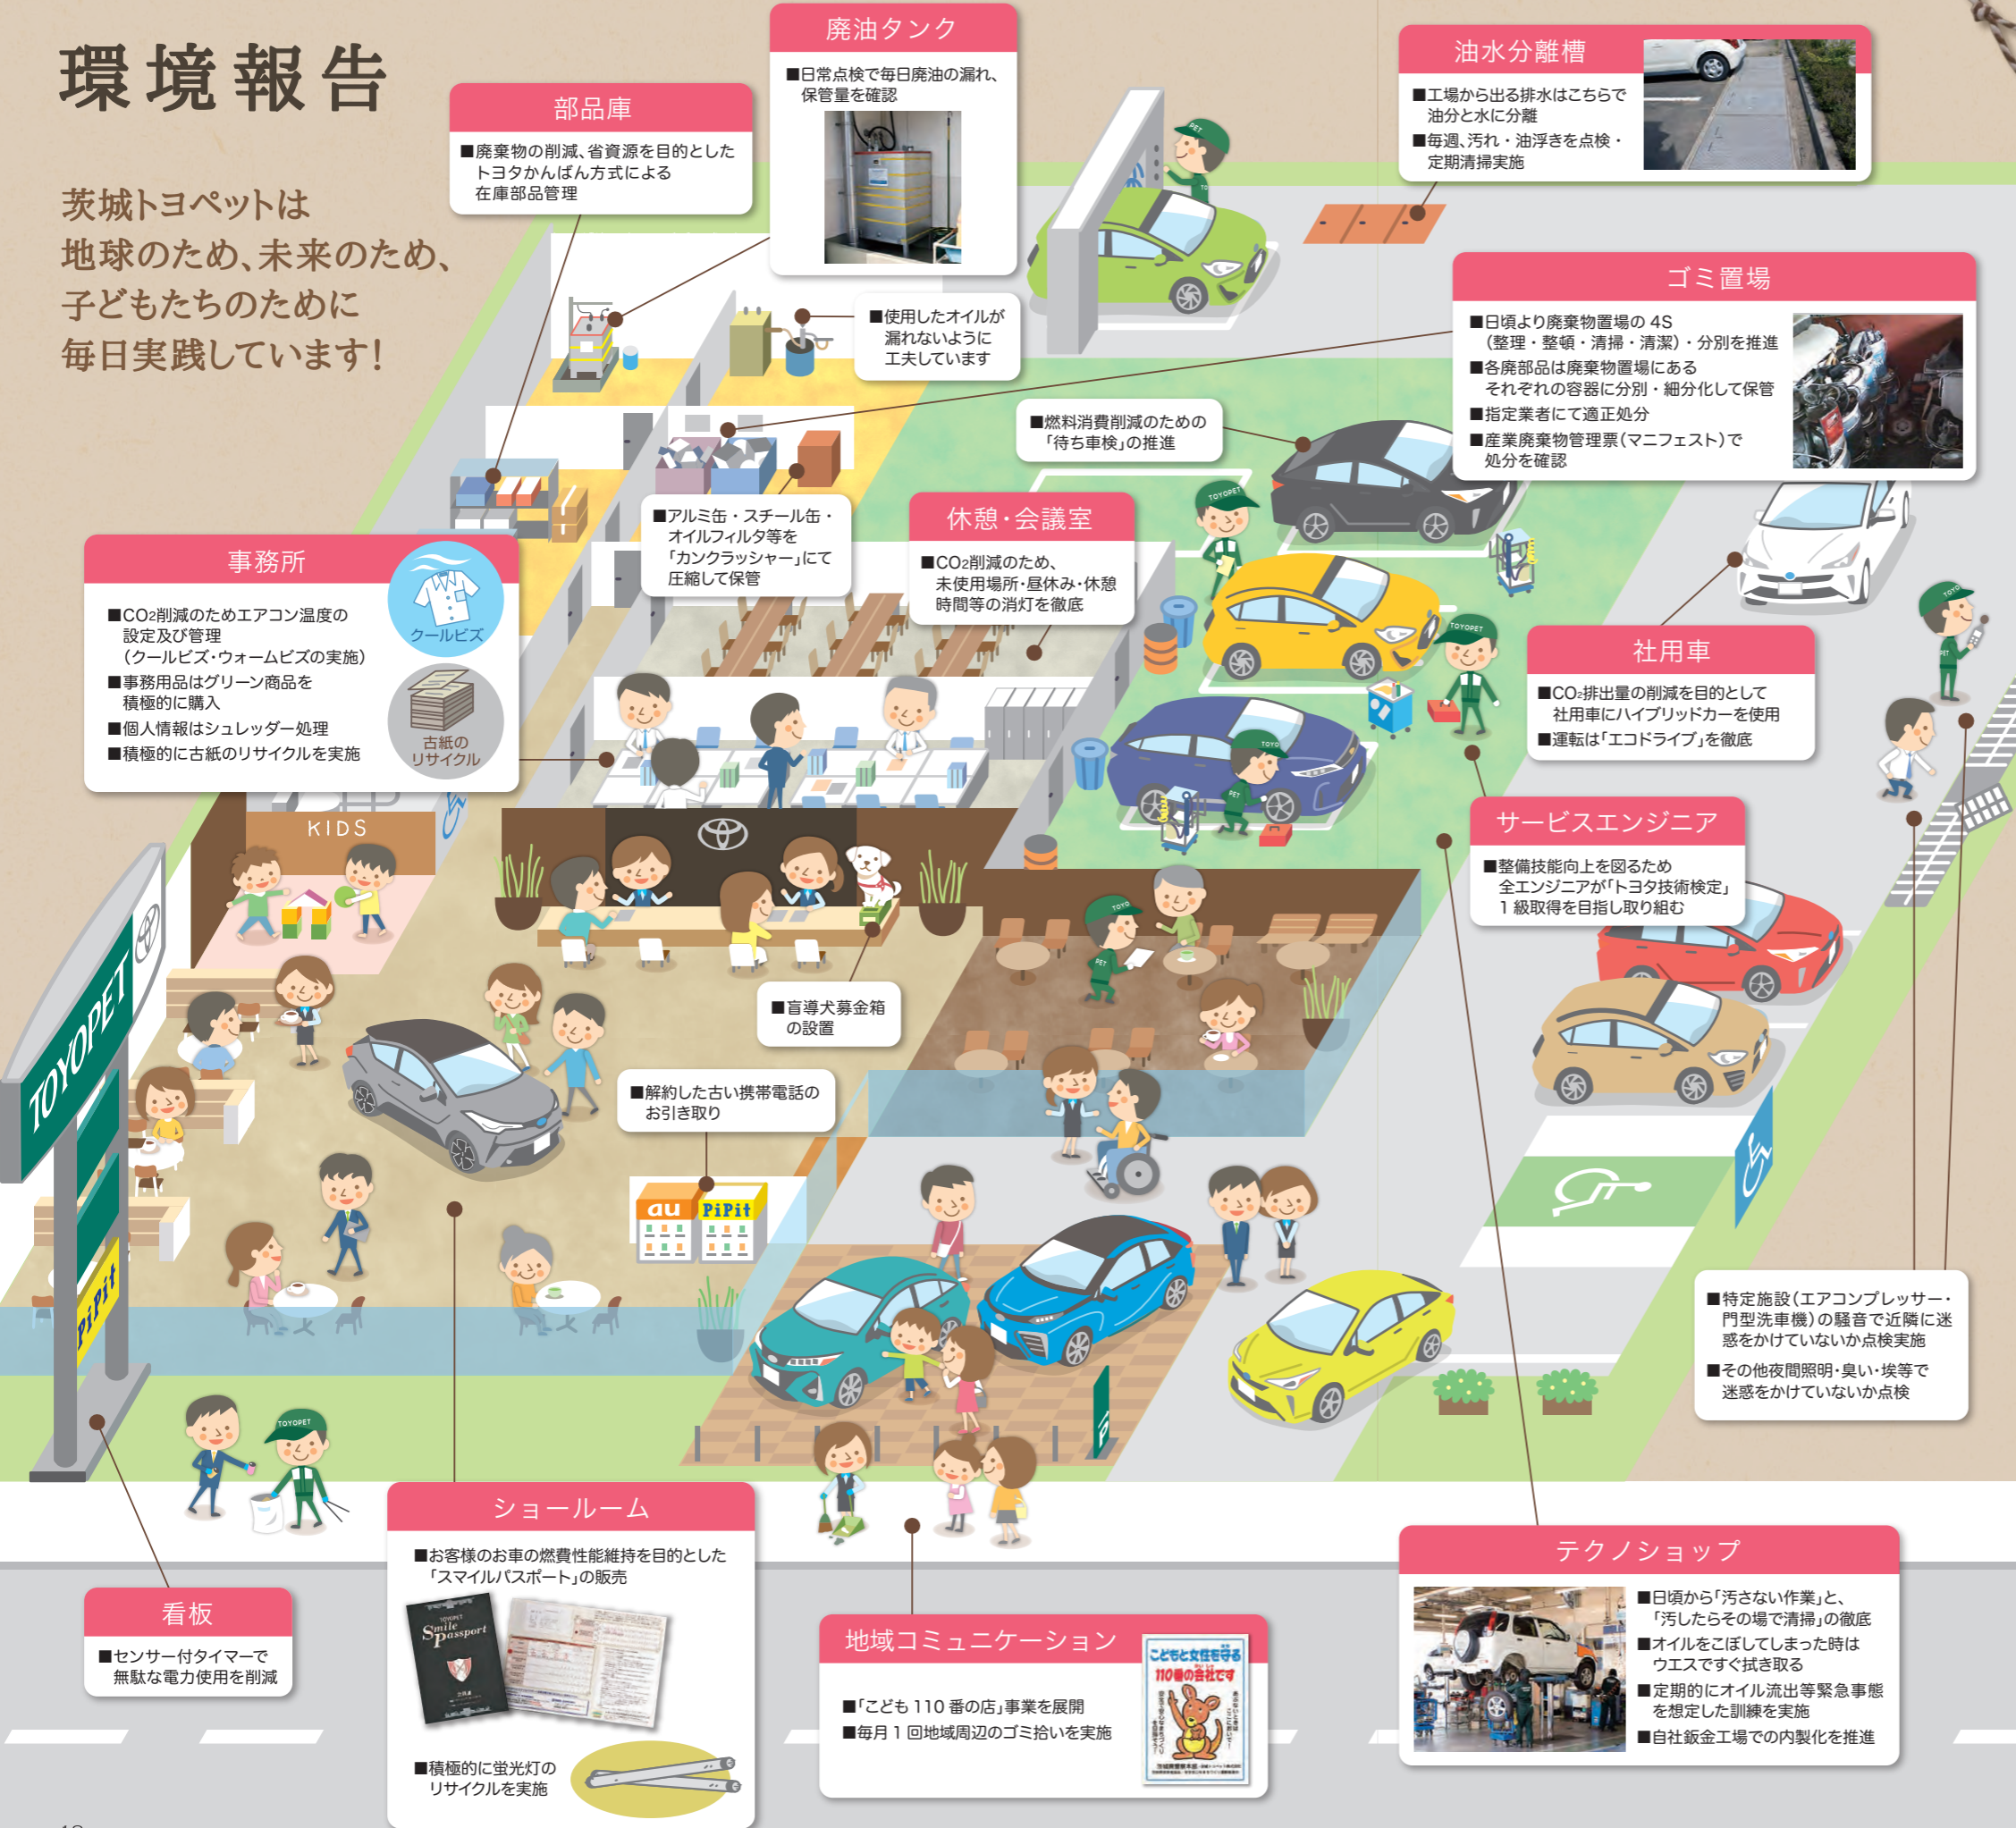 環境報告
茨城トヨペットは
地球のため、未来のため、
子どもたちのために
毎日実践しています！
部品庫
■廃棄物の削減、省資源を目的とした
トヨタかんばん方式による
在庫部品管理
廃油タンク
■日常点検で毎日廃油の漏れ、
保管量を確認
油水分離槽
■工場から出る排水はこちらで
油分と水に分離
■毎週、汚れ・油浮きを点検・
定期清掃実施
■使用したオイルが
漏れないように
工夫しています
ゴミ置場
■日頃より廃棄物置場の 4S
（整理・整頓・清掃・清潔）・分別を推進
■各廃部品は廃棄物置場にある
それぞれの容器に分別・細分化して保管
■指定業者にて適正処分
■産業廃棄物管理票（マニフェスト）で
処分を確認
■燃料消費削減のための
「待ち車検」の推進
■アルミ缶・スチール缶・
オイルフィルタ等を
「カンクラッシャー」にて
圧縮して保管
休憩・会議室
■CO2削減のため、
未使用場所・昼休み・休憩
時間等の消灯を徹底
事務所
■CO2削減のためエアコン温度の
設定及び管理
（クールビズ・ウォームビズの実施）
■事務用品はグリーン商品を
積極的に購入
■個人情報はシュレッダー処理
■積極的に古紙のリサイクルを実施
クールビズ
古紙の
リサイクル
社用車
■CO2排出量の削減を目的として
社用車にハイブリッドカーを使用
■運転は「エコドライブ」を徹底
サービスエンジニア
■整備技能向上を図るため
全エンジニアが「トヨタ技術検定」
1 級取得を目指し取り組む
PET
TOYOPET
TOYOPET
TOYO
PET
TOYO
PET
TOYO
PET
KIDS
TOYOPET
PiPit
■盲導犬募金箱
の設置
■解約した古い携帯電話の
お引き取り
au
PiPit
TOYOPET
■特定施設（エアコンプレッサー・
門型洗車機）の騒音で近隣に迷
惑をかけていないか点検実施
■その他夜間照明・臭い・埃等で
迷惑をかけていないか点検
看板
■センサー付タイマーで
無駄な電力使用を削減
ショールーム
■お客様のお車の燃費性能維持を目的とした
「スマイルパスポート」の販売
TOYOPET
Smile
Passport
■積極的に蛍光灯の
リサイクルを実施
地域コミュニケーション
■「こども 110 番の店」事業を展開
■毎月 1 回地域周辺のゴミ拾いを実施
こどもと女性を守る
110番の会社です
テクノショップ
■日頃から「汚さない作業」と、
「汚したらその場で清掃」の徹底
■オイルをこぼしてしまった時は
ウエスですぐ拭き取る
■定期的にオイル流出等緊急事態
を想定した訓練を実施
■自社鈑金工場での内製化を推進